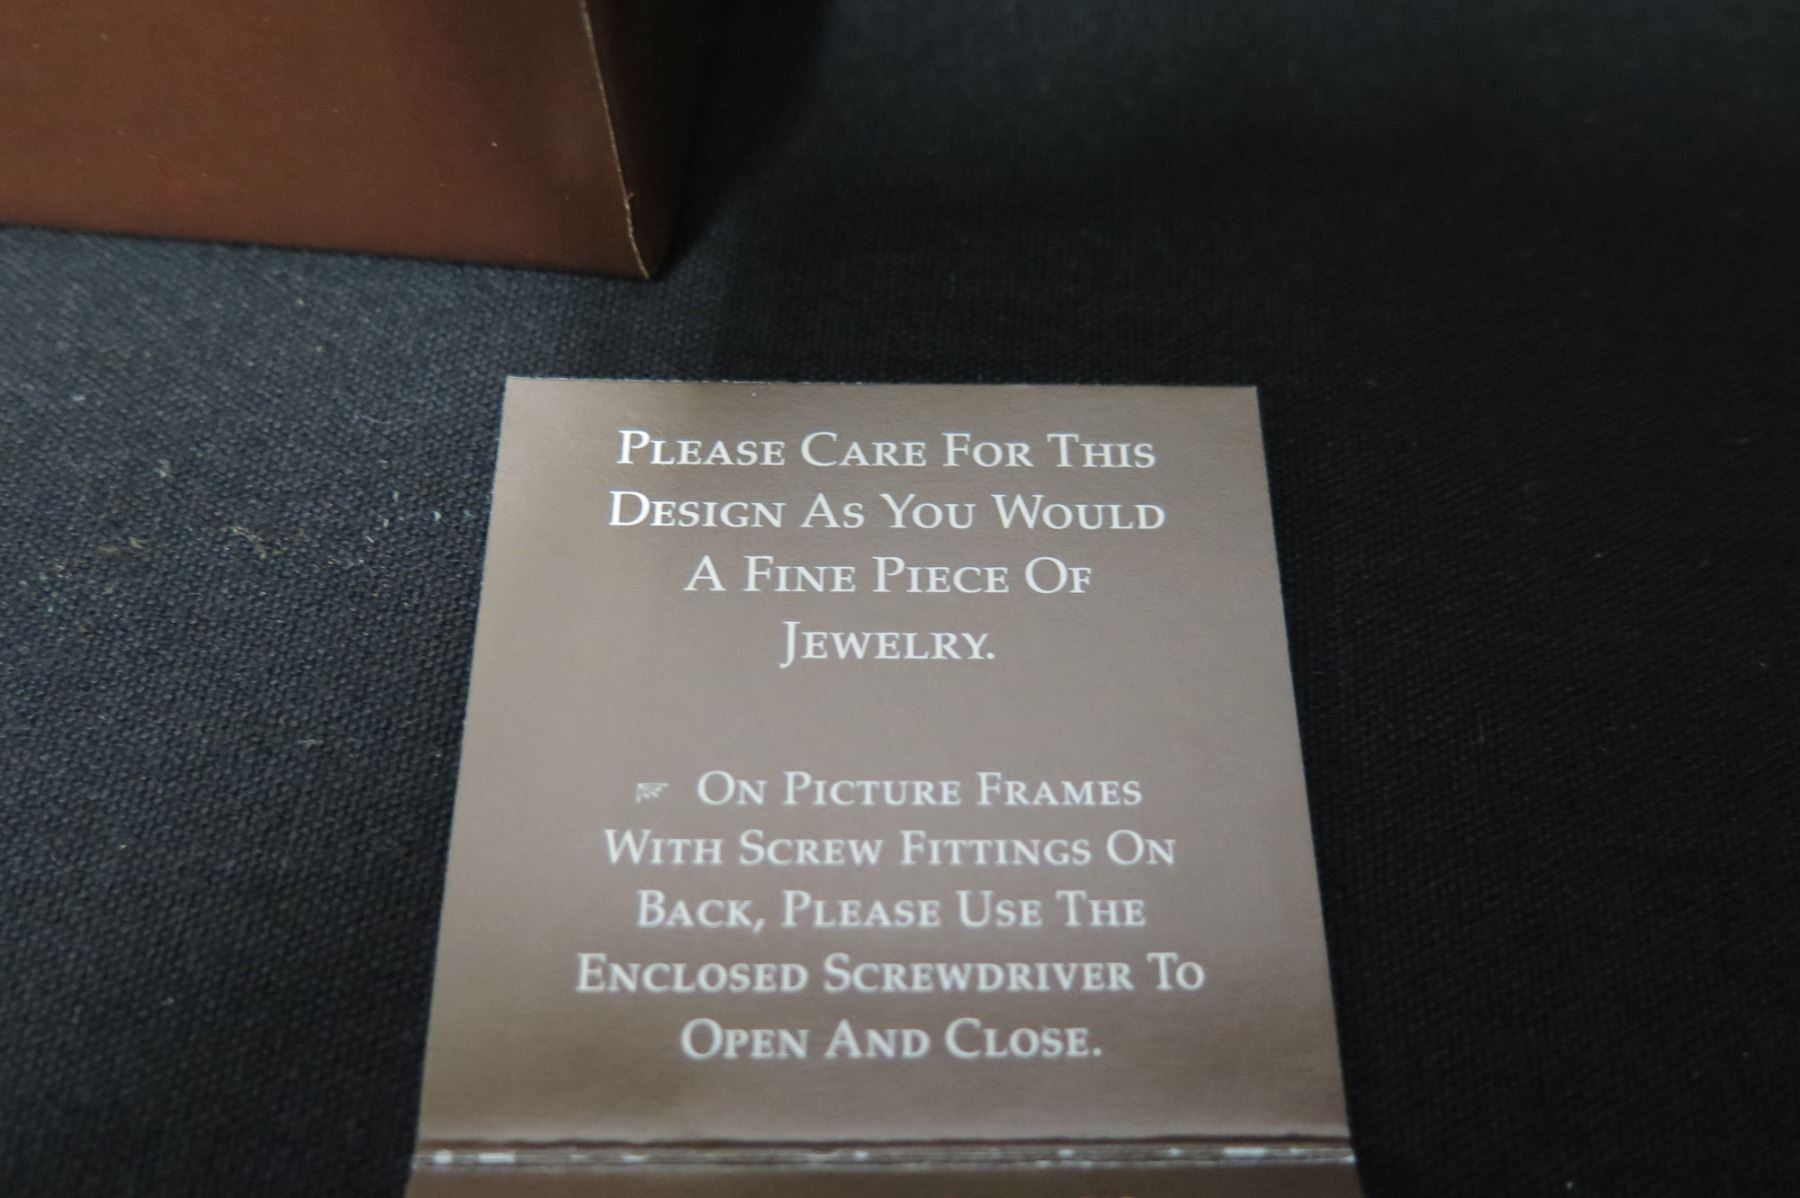 Please Care For This
Design As You Would
A Fine Piece Of
Jewelry.
On Picture Frames
With Screw Fittings On
Back, Please Use The
Enclosed Screwdriver To
Open And Close.